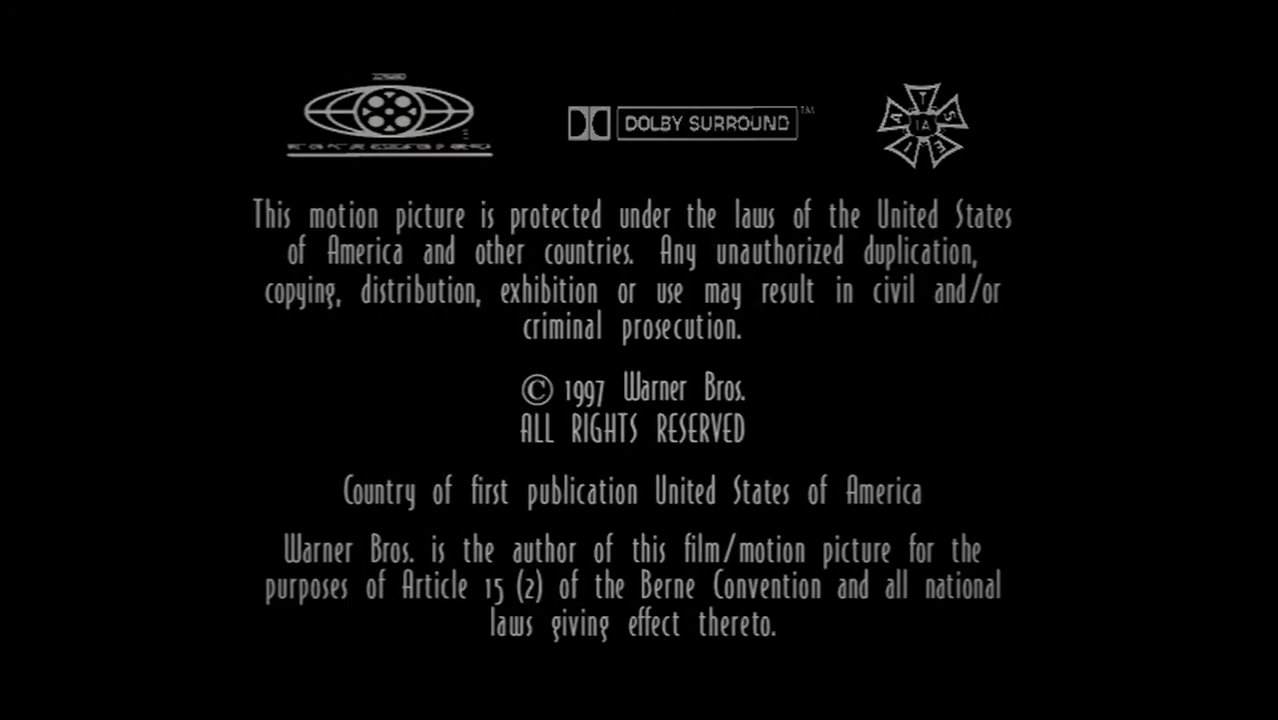 DOLBY SURROUND ™
T
A S
IA
I E
This motion picture is protected under the laws of the United States
of America and other countries. Any unauthorized duplication,
copying, distribution, exhibition or use may result in civil and/or
criminal prosecution.
© 1997 Warner Bros.
ALL RIGHTS RESERVED
Country of first publication United States of America
Warner Bros. is the author of this film/motion picture for the
purposes of Article 15 (2) of the Berne Convention and all national
laws giving effect thereto.